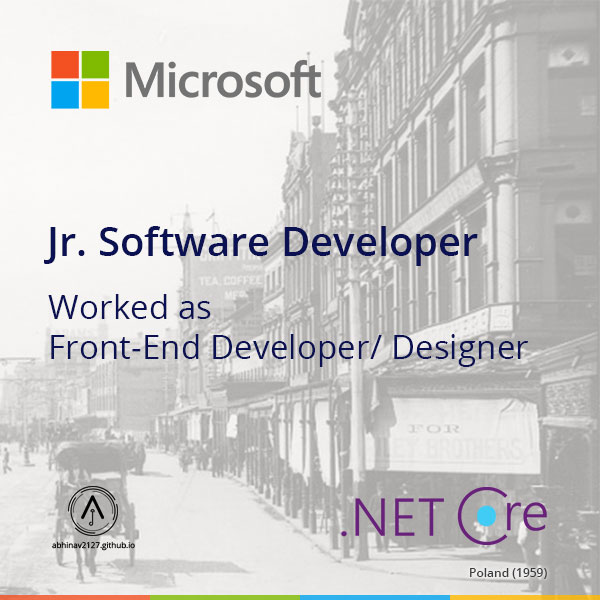 Microsoft
Jr. Software Developer
Worked as
Front-End Developer/ Designer
TEA, COFFEE
FOR
LEY BROTHERS
.NET Core
abhinav2127.github.io
Poland (1959)